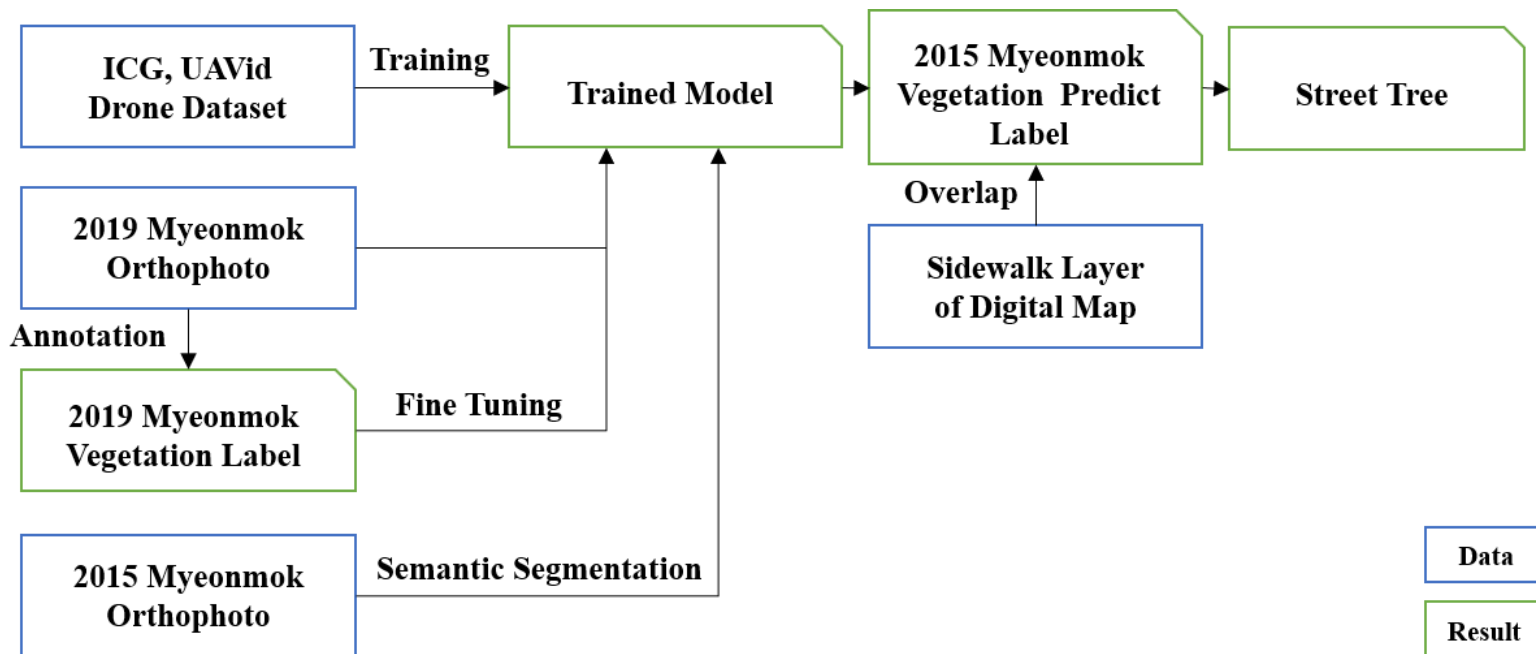 ICG, UAVid
Drone Dataset
Training
Trained Model
2015 Myeonmok
Vegetation Predict
Label
Street Tree
2019 Myeonmok
Orthophoto
Overlap
Sidewalk Layer
of Digital Map
Annotation
2019 Myeonmok
Vegetation Label
Fine Tuning
2015 Myeonmok
Orthophoto
Semantic Segmentation
Data
Result